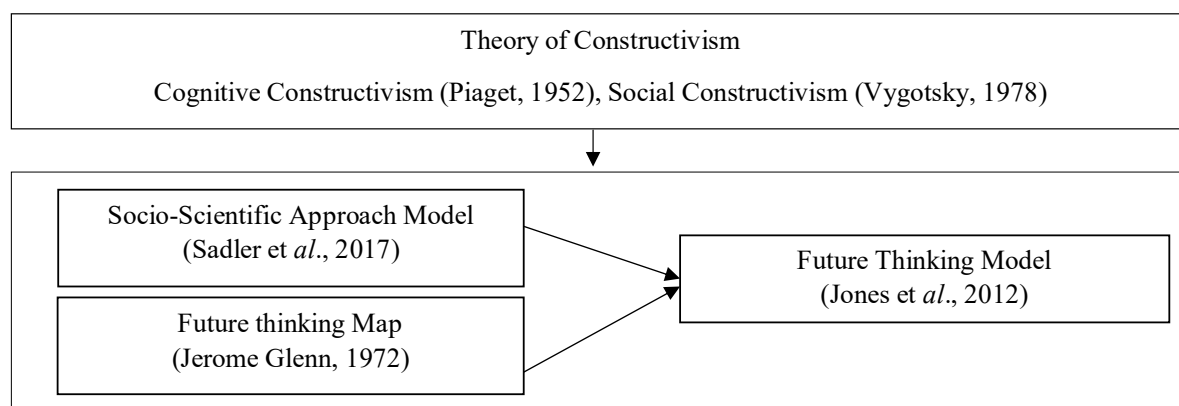 Theory of Constructivism
Cognitive Constructivism (Piaget, 1952), Social Constructivism (Vygotsky, 1978)
Socio-Scientific Approach Model
(Sadler et al., 2017)
Future thinking Map
(Jerome Glenn, 1972)
Future Thinking Model
(Jones et al., 2012)